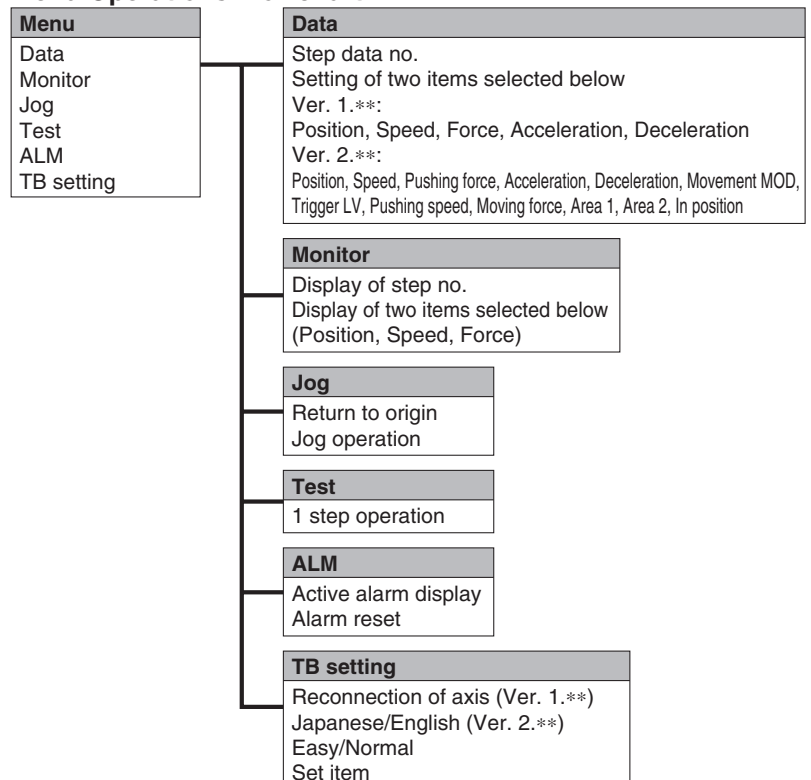 Menu
Data
Monitor
Jog
Test
ALM
TB setting
Data
Step data no.
Setting of two items selected below
Ver. 1.**:
Position, Speed, Force, Acceleration, Deceleration
Ver. 2.**:
Position, Speed, Pushing force, Acceleration, Deceleration, Movement MOD,
Trigger LV, Pushing speed, Moving force, Area 1, Area 2, In position
Monitor
Display of step no.
Display of two items selected below
(Position, Speed, Force)
Jog
Return to origin
Jog operation
Test
1 step operation
ALM
Active alarm display
Alarm reset
TB setting
Reconnection of axis (Ver. 1.**)
Japanese/English (Ver. 2.**)
Easy/Normal
Set item